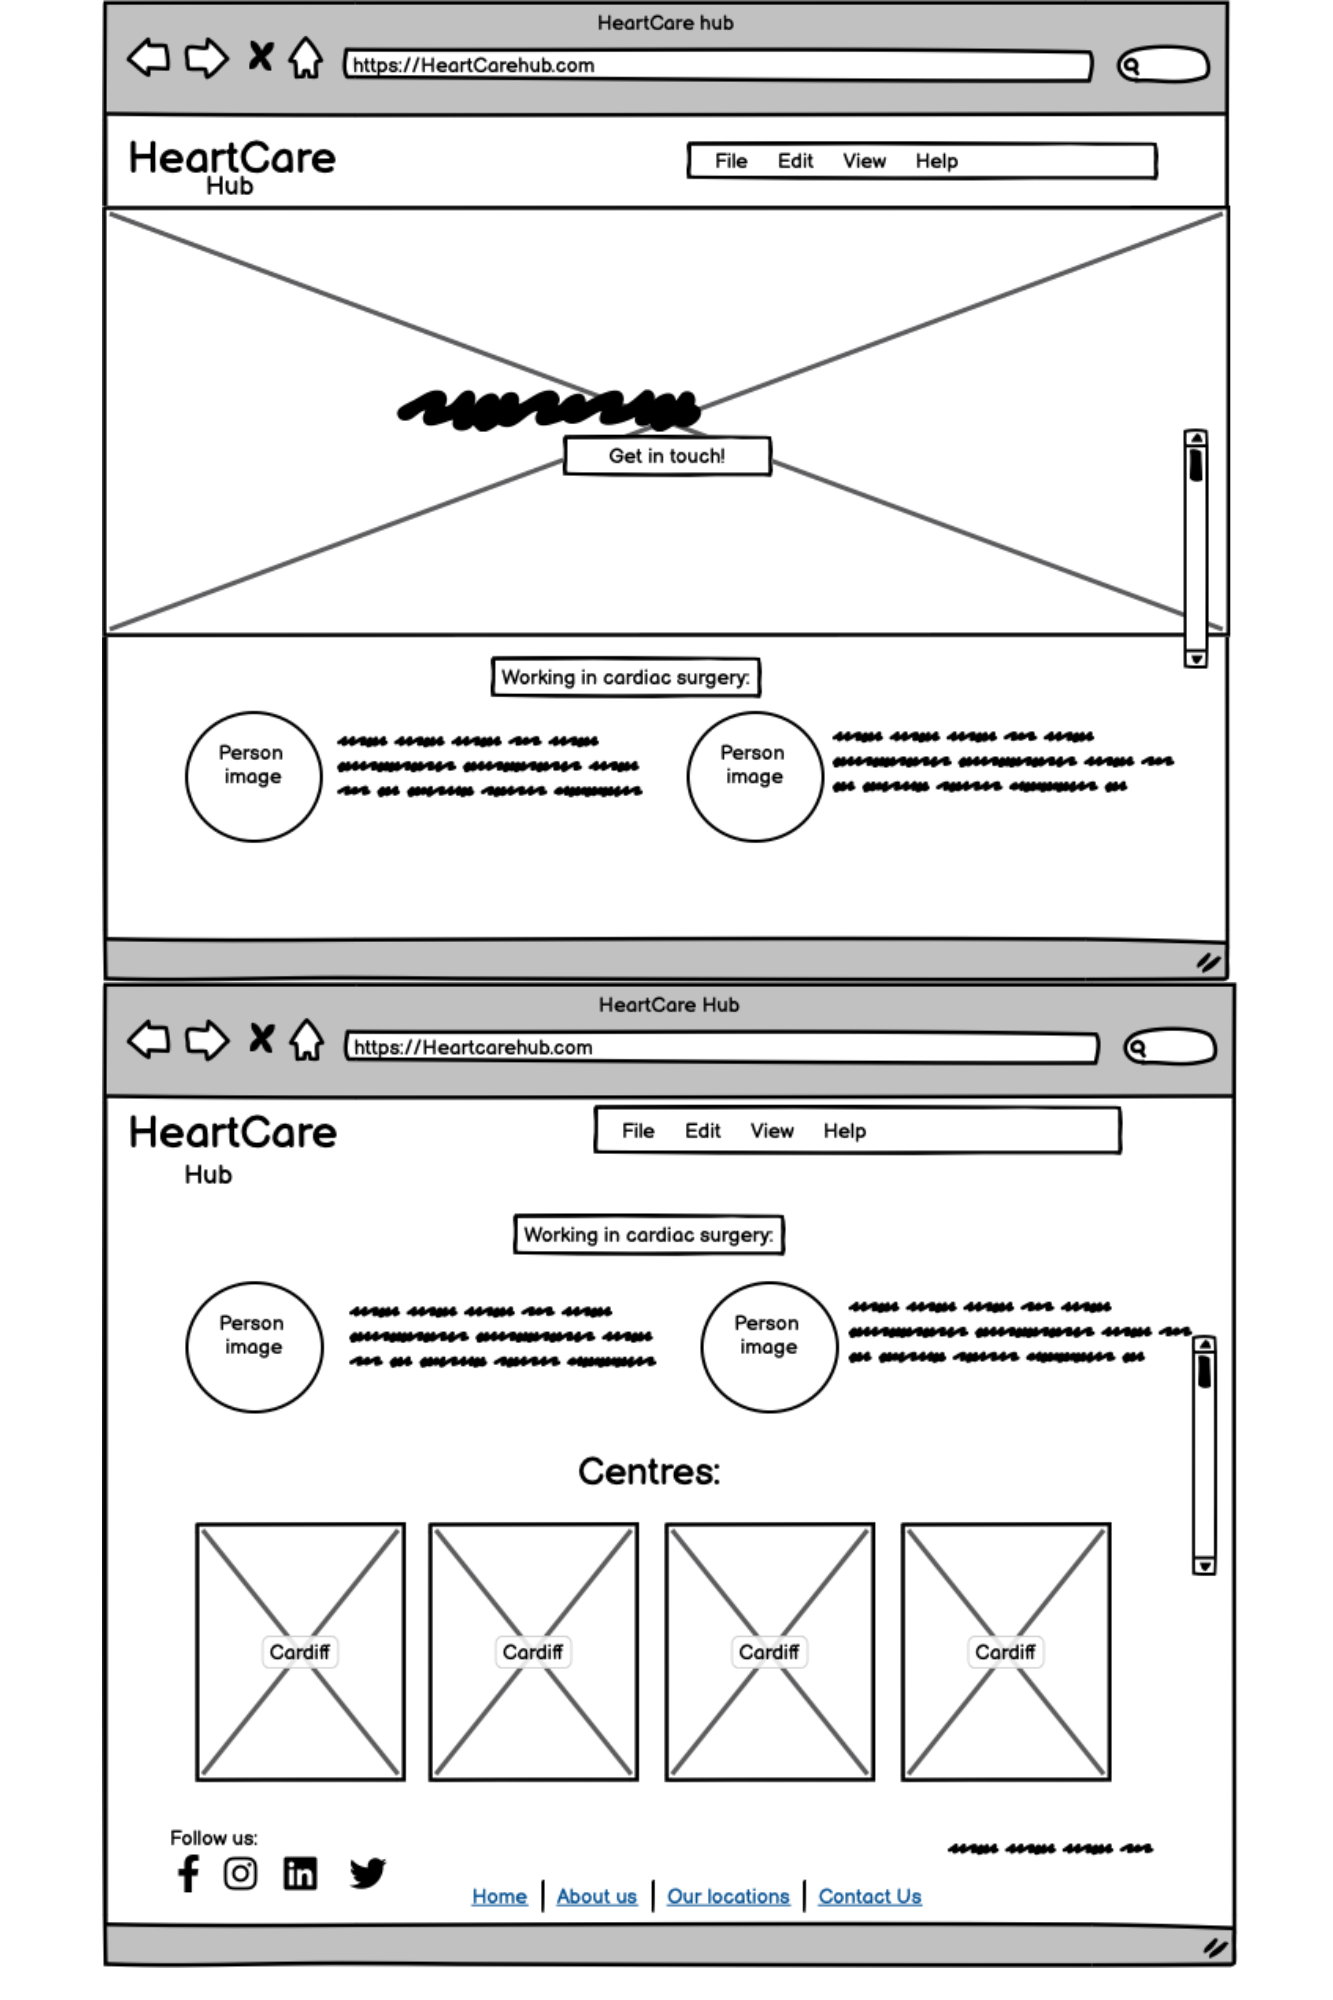 HeartCare hub
https://HeartCarehub.com
HeartCare
Hub
File Edit View Help
Get in touch!
Working in cardiac surgery:
Person
image
Person
image
HeartCare Hub
https://Heartcarehub.com
HeartCare
Hub
File Edit View Help
Working in cardiac surgery:
Person
image
Person
image
Centres:
Cardiff Cardiff Cardiff Cardiff
Follow us:
Home About us Our locations Contact Us